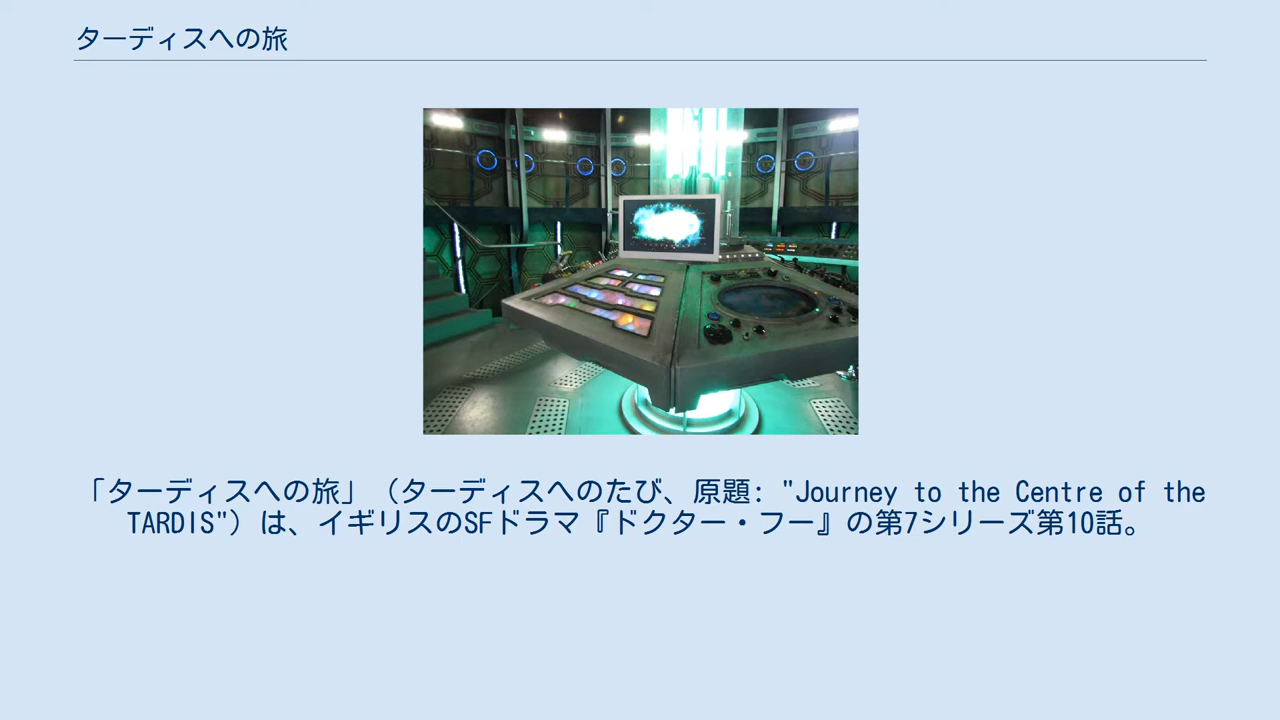 ターディスへの旅
「ターディスへの旅」（ターディスへのたび、原題: "Journey to the Centre of the
TARDIS"）は、イギリスのSFドラマ『ドクター・フー』の第7シリーズ第10話。